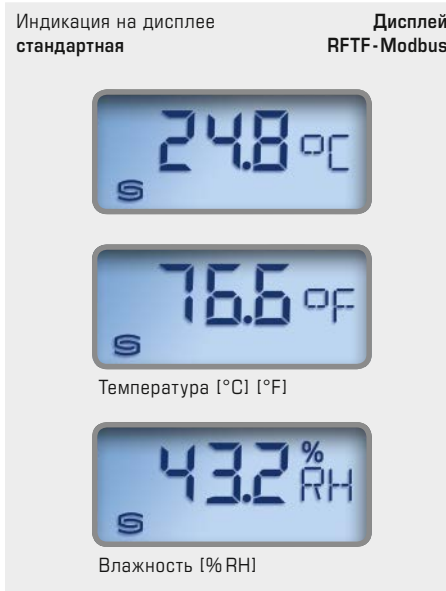 Индикация на дисплее
стандартная
Дисплей
RFTF-Modbus
24.8 °C
76.6 °F
Температура [°C] [°F]
43.2 % RH
Влажность [% RH]